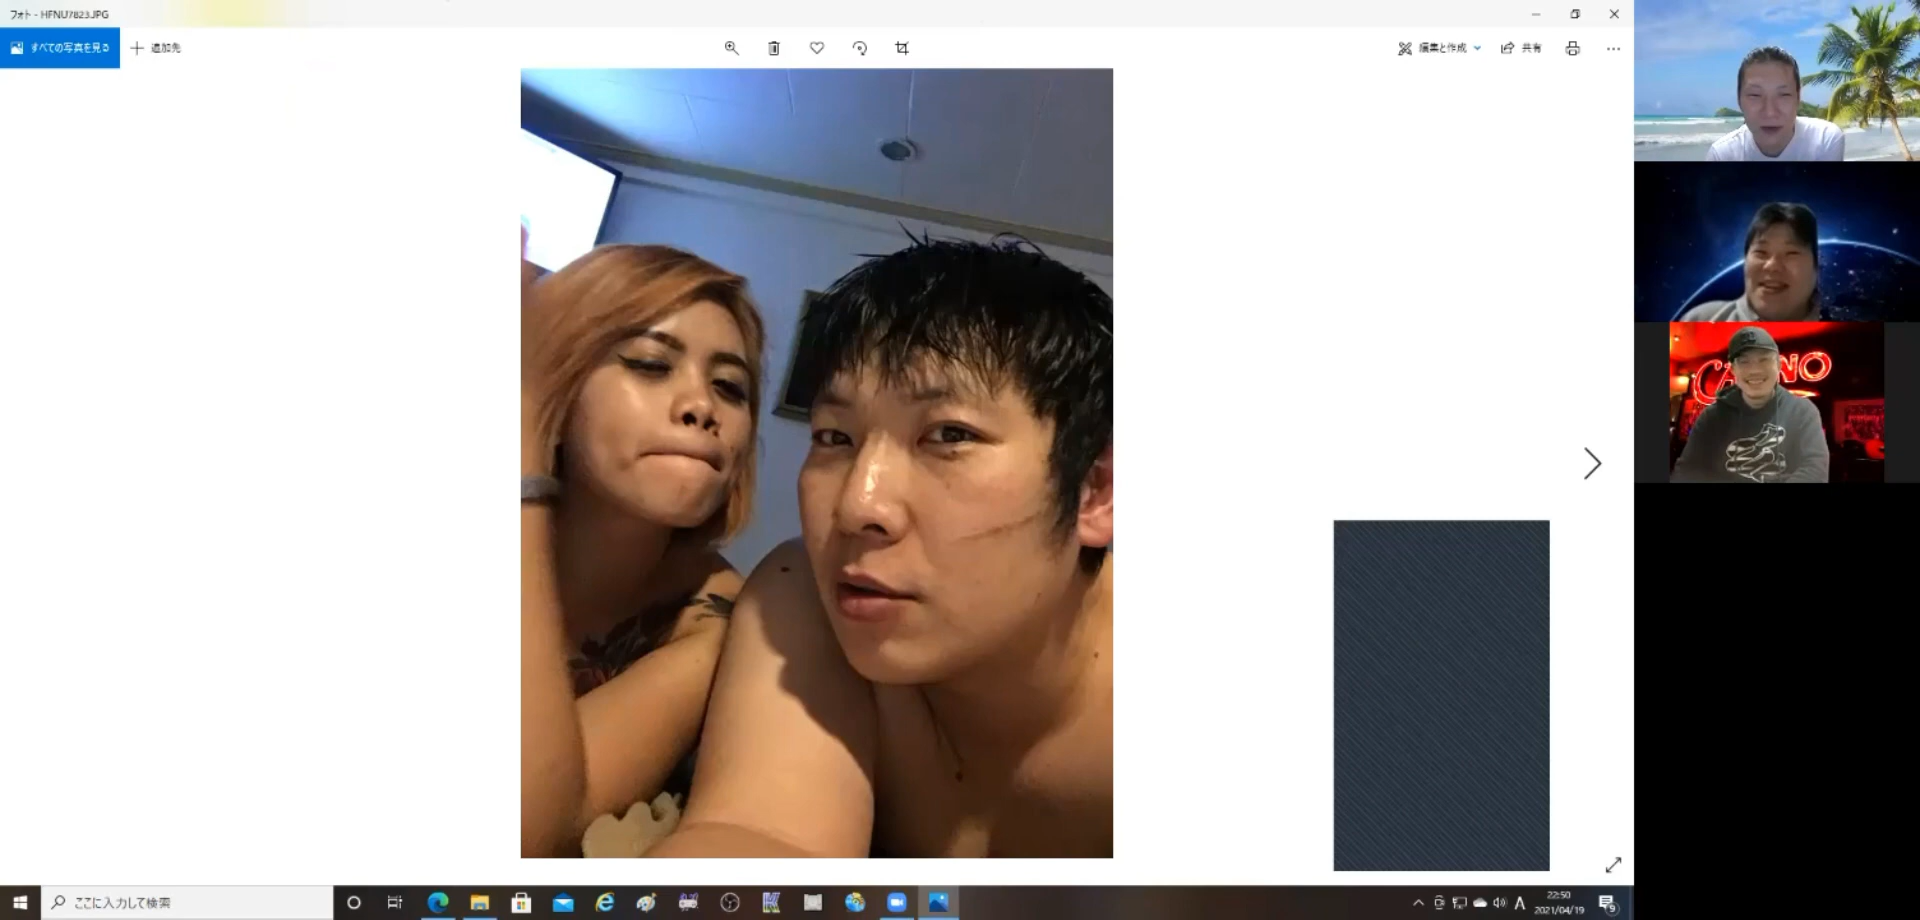 フォト - HFNU7823.JPG
すべての写真を見る
追加先
編集と作成
共有
CASINO
ここに入力して検索
A
22:50
2021/04/19
9